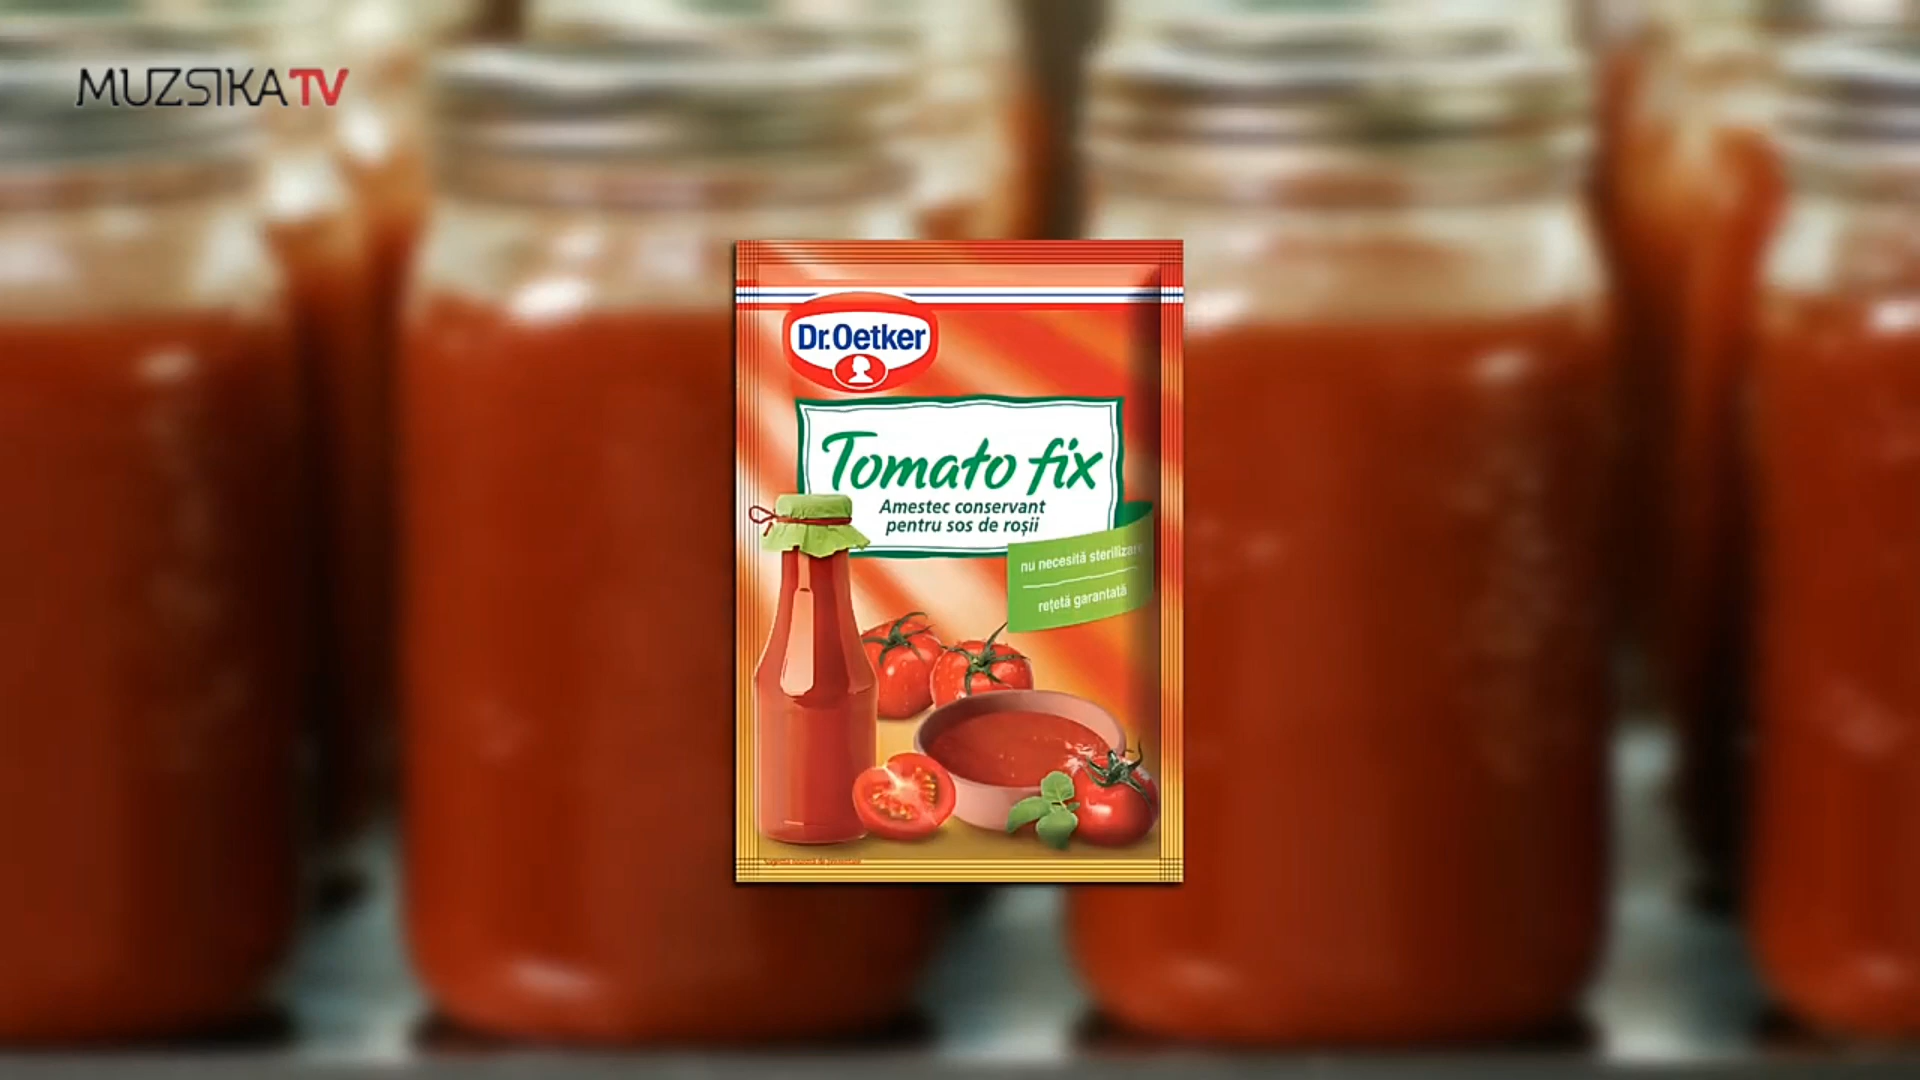 MUZSIKATV
Dr.Oetker
Tomato fix
Amestec conservant
pentru sos de roșii
nu necesită sterilizare
rețetă garantată